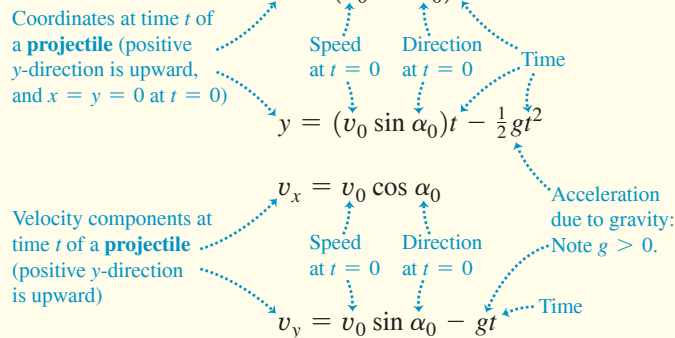 Coordinates at time t of
a projectile (positive
y-direction is upward,
and x = y = 0 at t = 0)
Speed
at t = 0
Direction
at t = 0
Time
y = (v₀ sin α₀)t − ½gt²
vₓ = v₀ cos α₀
Acceleration
due to gravity:
Note g > 0.
Velocity components at
time t of a projectile
(positive y-direction
is upward)
Speed
at t = 0
Direction
at t = 0
Time
v_y = v₀ sin α₀ − gt